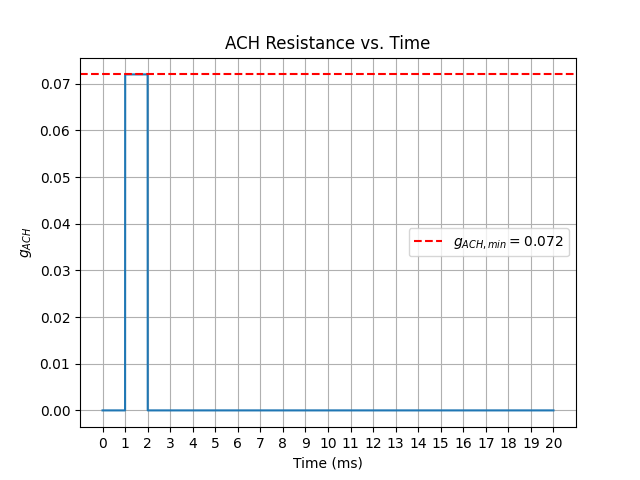 ACH Resistance vs. Time
g_{ACH}
0.07
0.06
0.05
0.04
0.03
0.02
0.01
0.00
g_{ACH, min} = 0.072
0 1 2 3 4 5 6 7 8 9 10 11 12 13 14 15 16 17 18 19 20
Time (ms)